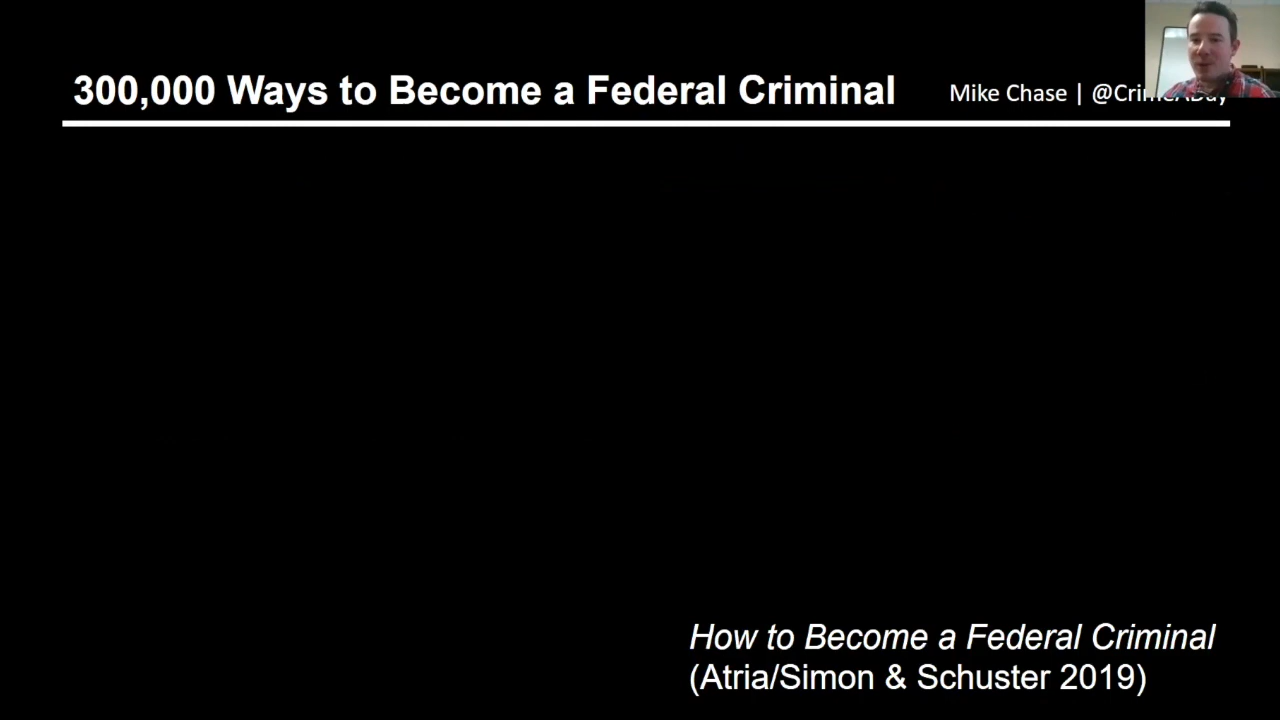 300,000 Ways to Become a Federal Criminal
Mike Chase |
How to Become a Federal Criminal
(Atria/Simon & Schuster 2019)